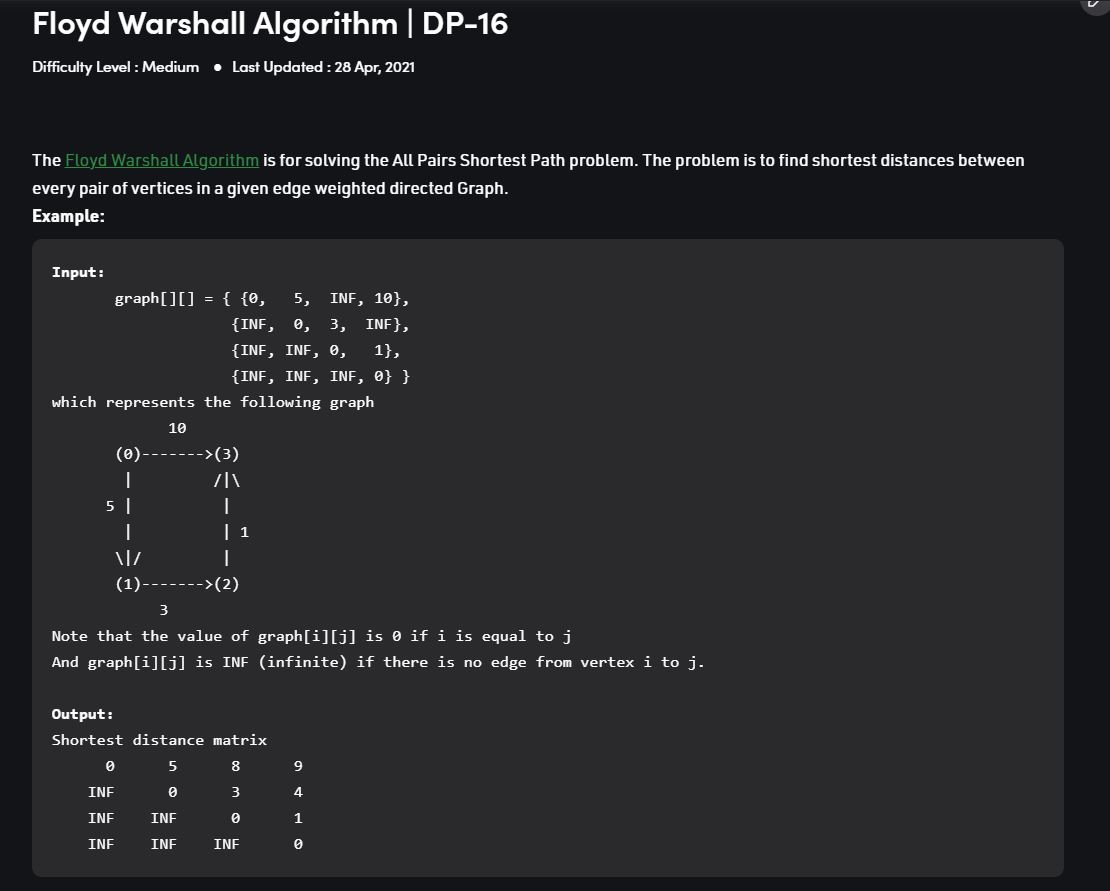 Floyd Warshall Algorithm | DP-16
Difficulty Level : Medium ● Last Updated : 28 Apr, 2021
The Floyd Warshall Algorithm is for solving the All Pairs Shortest Path problem. The problem is to find shortest distances between
every pair of vertices in a given edge weighted directed Graph.
Example:
Input:
       graph[][] = { {0,   5,  INF, 10},
                    {INF,  0,  3,  INF},
                    {INF, INF, 0,   1},
                    {INF, INF, INF, 0} }
which represents the following graph
             10
       (0)------->(3)
        |         /|\
      5 |          |
        |          | 1
       \|/         |
       (1)------->(2)
            3
Note that the value of graph[i][j] is 0 if i is equal to j
And graph[i][j] is INF (infinite) if there is no edge from vertex i to j.
Output:
Shortest distance matrix
      0      5      8      9
    INF      0      3      4
    INF    INF      0      1
    INF    INF    INF      0